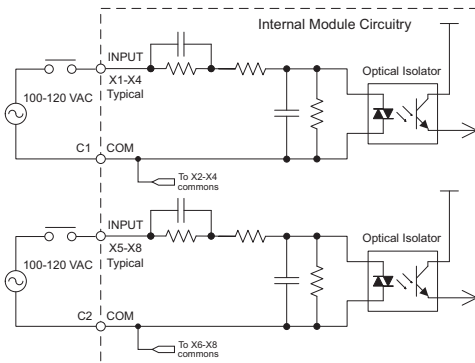 Internal Module Circuitry
INPUT
X1-X4
Typical
100-120 VAC
Optical Isolator
C1
COM
To X2-X4
commons
INPUT
X5-X8
Typical
100-120 VAC
Optical Isolator
C2
COM
To X6-X8
commons